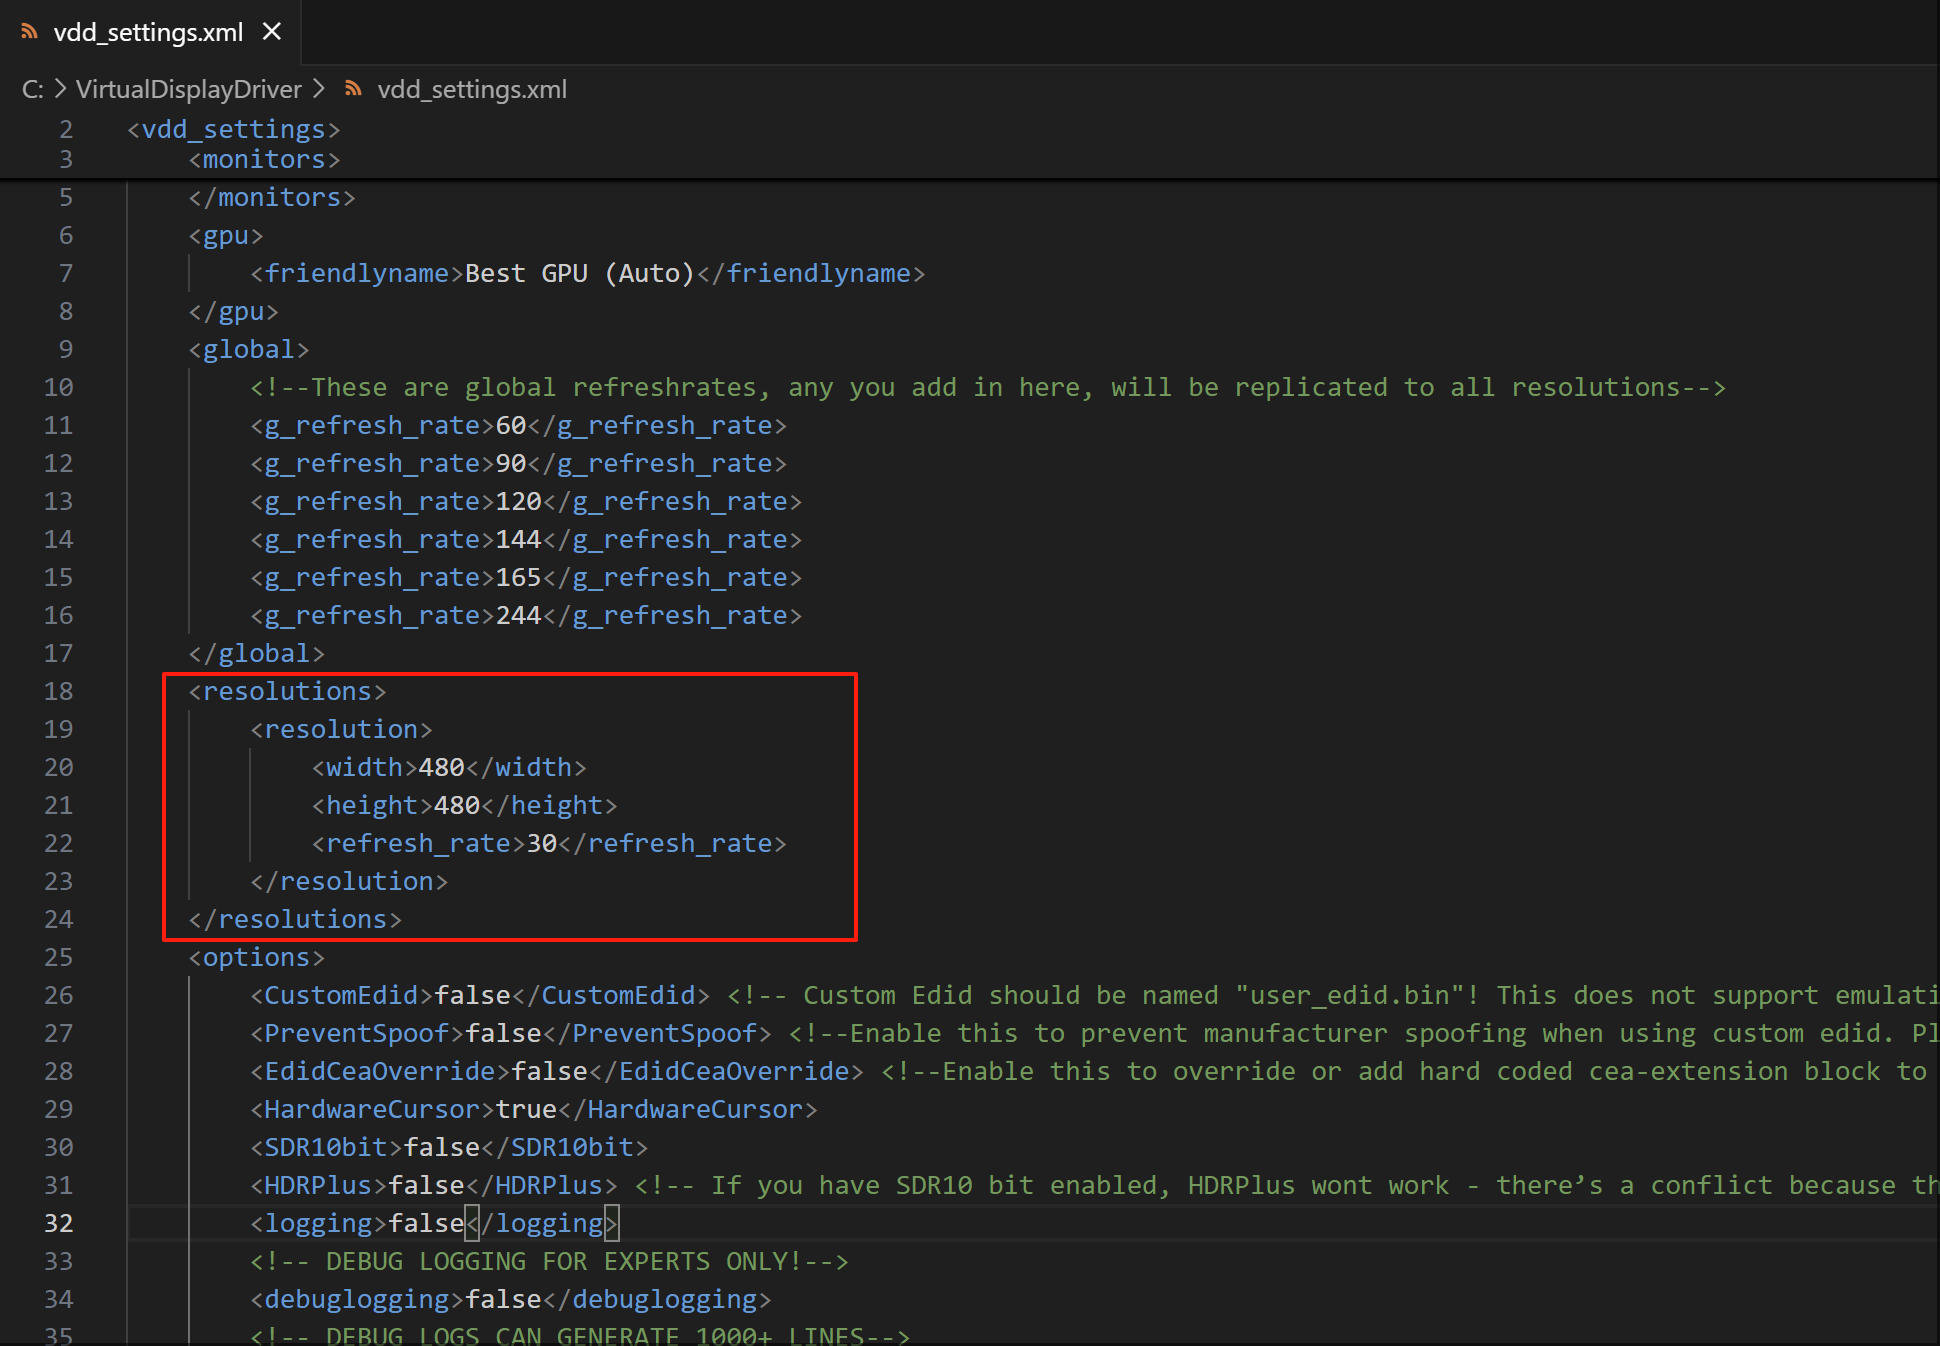 vdd_settings.xml
C: > VirtualDisplayDriver > vdd_settings.xml
2 <vdd_settings>
3 <monitors>
5 </monitors>
6 <gpu>
7 <friendlyname>Best GPU (Auto)</friendlyname>
8 </gpu>
9 <global>
10 <!--These are global refreshrates, any you add in here, will be replicated to all resolutions-->
11 <g_refresh_rate>60</g_refresh_rate>
12 <g_refresh_rate>90</g_refresh_rate>
13 <g_refresh_rate>120</g_refresh_rate>
14 <g_refresh_rate>144</g_refresh_rate>
15 <g_refresh_rate>165</g_refresh_rate>
16 <g_refresh_rate>244</g_refresh_rate>
17 </global>
18 <resolutions>
19 <resolution>
20 <width>480</width>
21 <height>480</height>
22 <refresh_rate>30</refresh_rate>
23 </resolution>
24 </resolutions>
25 <options>
26 <CustomEdid>false</CustomEdid> <!-- Custom Edid should be named "user_edid.bin"! This does not support emulati
27 <PreventSpoof>false</PreventSpoof> <!--Enable this to prevent manufacturer spoofing when using custom edid. Pl
28 <EdidCeaOverride>false</EdidCeaOverride> <!--Enable this to override or add hard coded cea-extension block to
29 <HardwareCursor>true</HardwareCursor>
30 <SDR10bit>false</SDR10bit>
31 <HDRPlus>false</HDRPlus> <!-- If you have SDR10 bit enabled, HDRPlus wont work - there’s a conflict because th
32 <logging>false</logging>
33 <!-- DEBUG LOGGING FOR EXPERTS ONLY!-->
34 <debuglogging>false</debuglogging>
35 <!-- DEBUG LOGS CAN GENERATE 1000+ LINES-->